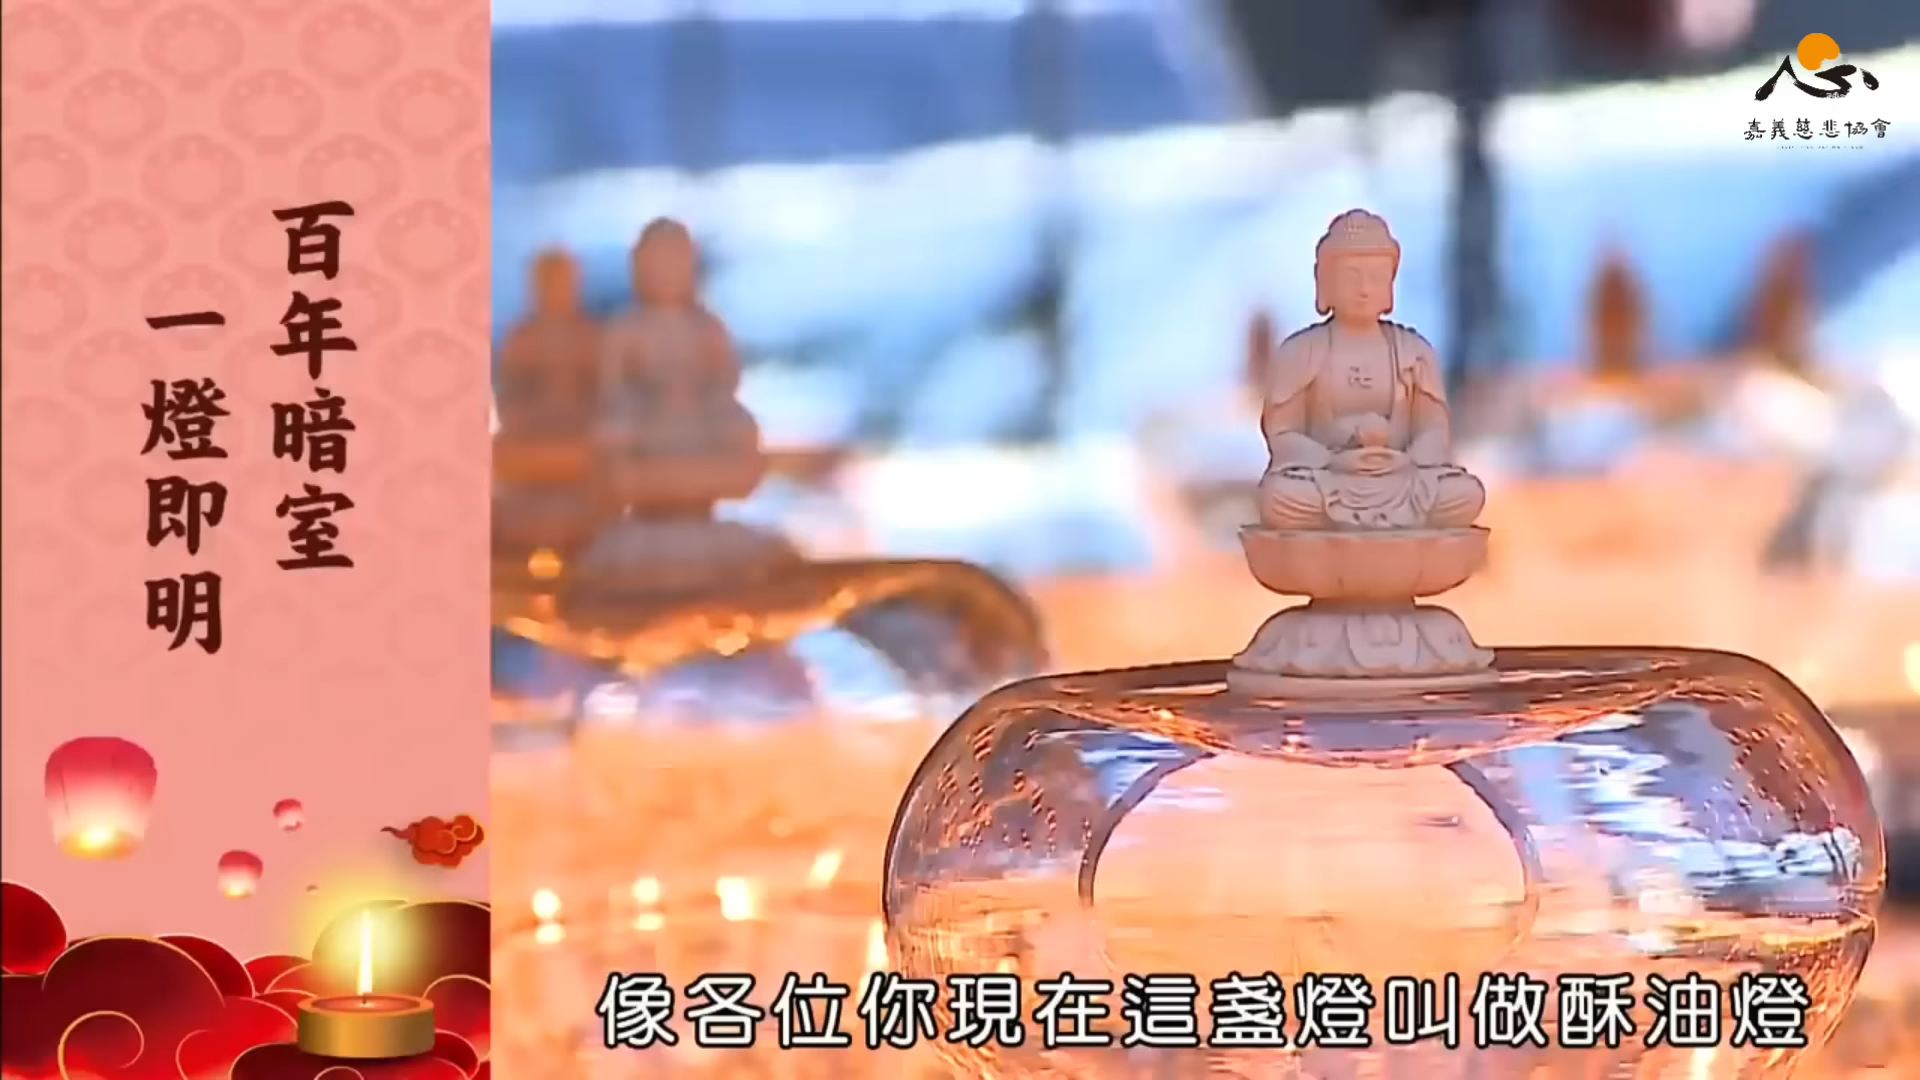 百年暗室
一燈即明
嘉義慈悲協會
像各位你現在這盞燈叫做酥油燈